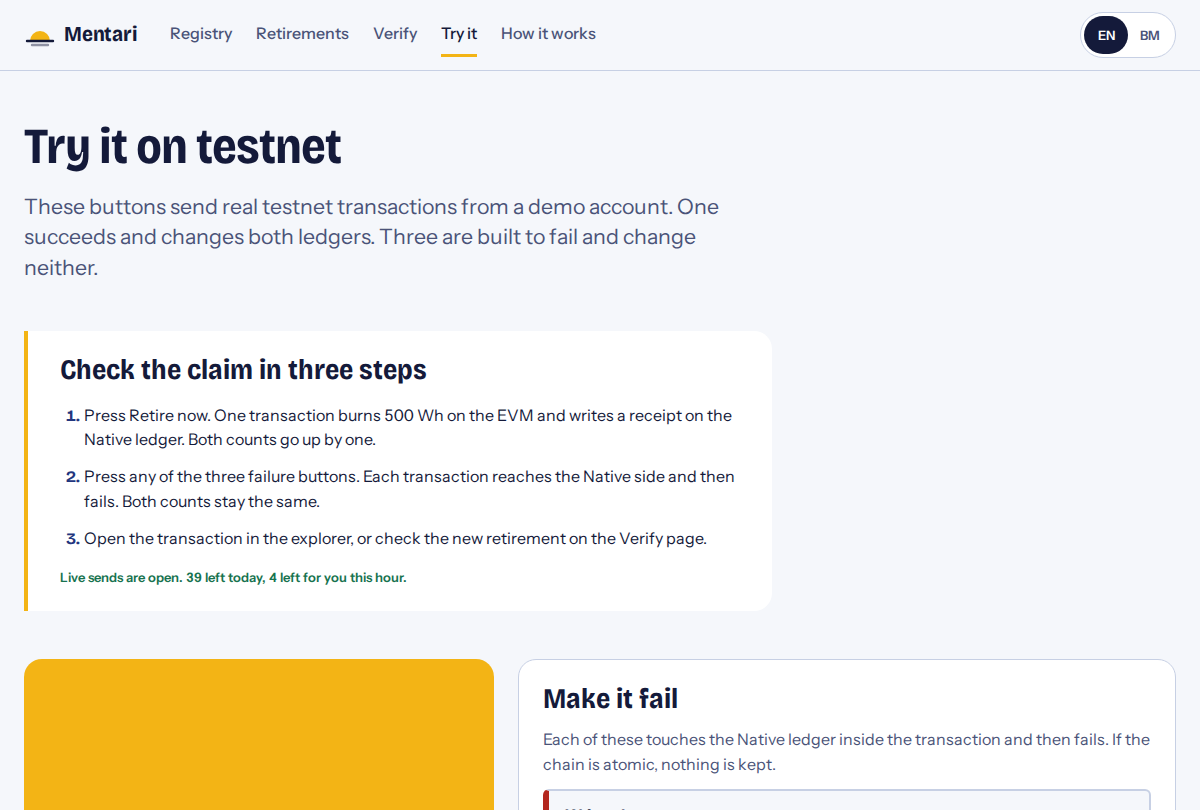 Mentari Registry Retirements Verify Try it How it works EN BM
Try it on testnet
These buttons send real testnet transactions from a demo account. One
succeeds and changes both ledgers. Three are built to fail and change
neither.
Check the claim in three steps
1. Press Retire now. One transaction burns 500 Wh on the EVM and writes a receipt on the
Native ledger. Both counts go up by one.
2. Press any of the three failure buttons. Each transaction reaches the Native side and then
fails. Both counts stay the same.
3. Open the transaction in the explorer, or check the new retirement on the Verify page.
Live sends are open. 39 left today, 4 left for you this hour.
Make it fail
Each of these touches the Native ledger inside the transaction and then fails. If the
chain is atomic, nothing is kept.